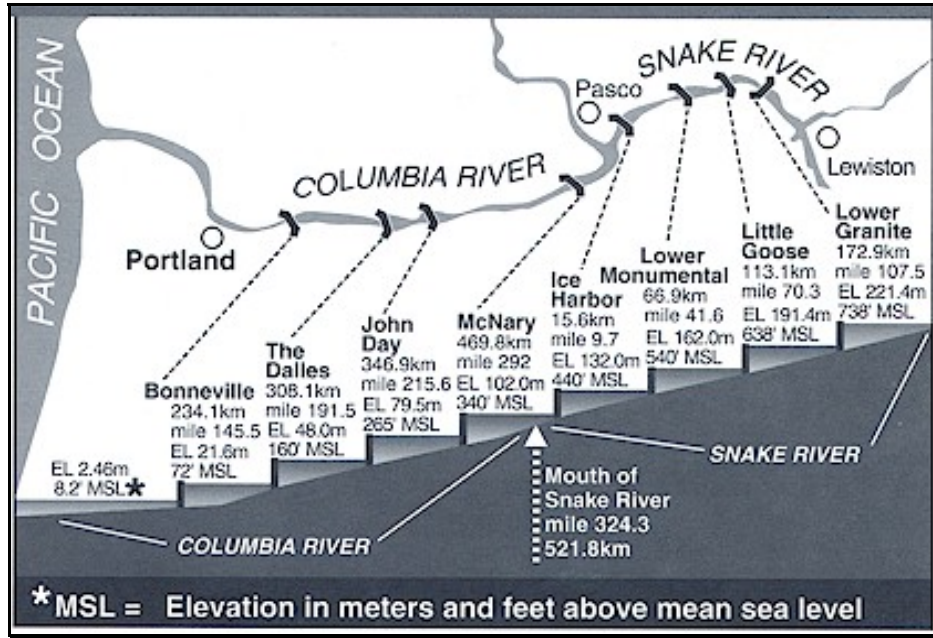 PACIFIC OCEAN
SNAKE RIVER
Pasco
Lewiston
COLUMBIA RIVER
Portland
Bonneville
234.1km
mile 145.5
EL 21.6m
72' MSL
The
Dalles
308.1km
mile 191.5
EL 48.0m
160' MSL
John
Day
346.9km
mile 215.6
EL 79.5m
265' MSL
McNary
469.8km
mile 292
EL 102.0m
340' MSL
Ice
Harbor
15.6km
mile 9.7
EL 132.0m
440' MSL
Lower
Monumental
66.9km
mile 41.6
EL 162.0m
540' MSL
Little
Goose
113.1km
mile 70.3
EL 191.4m
638' MSL
Lower
Granite
172.9km
mile 107.5
EL 221.4m
738' MSL
EL 2.46m
8.2' MSL*
COLUMBIA RIVER
Mouth of
Snake River
mile 324.3
521.8km
SNAKE RIVER
*MSL = Elevation in meters and feet above mean sea level